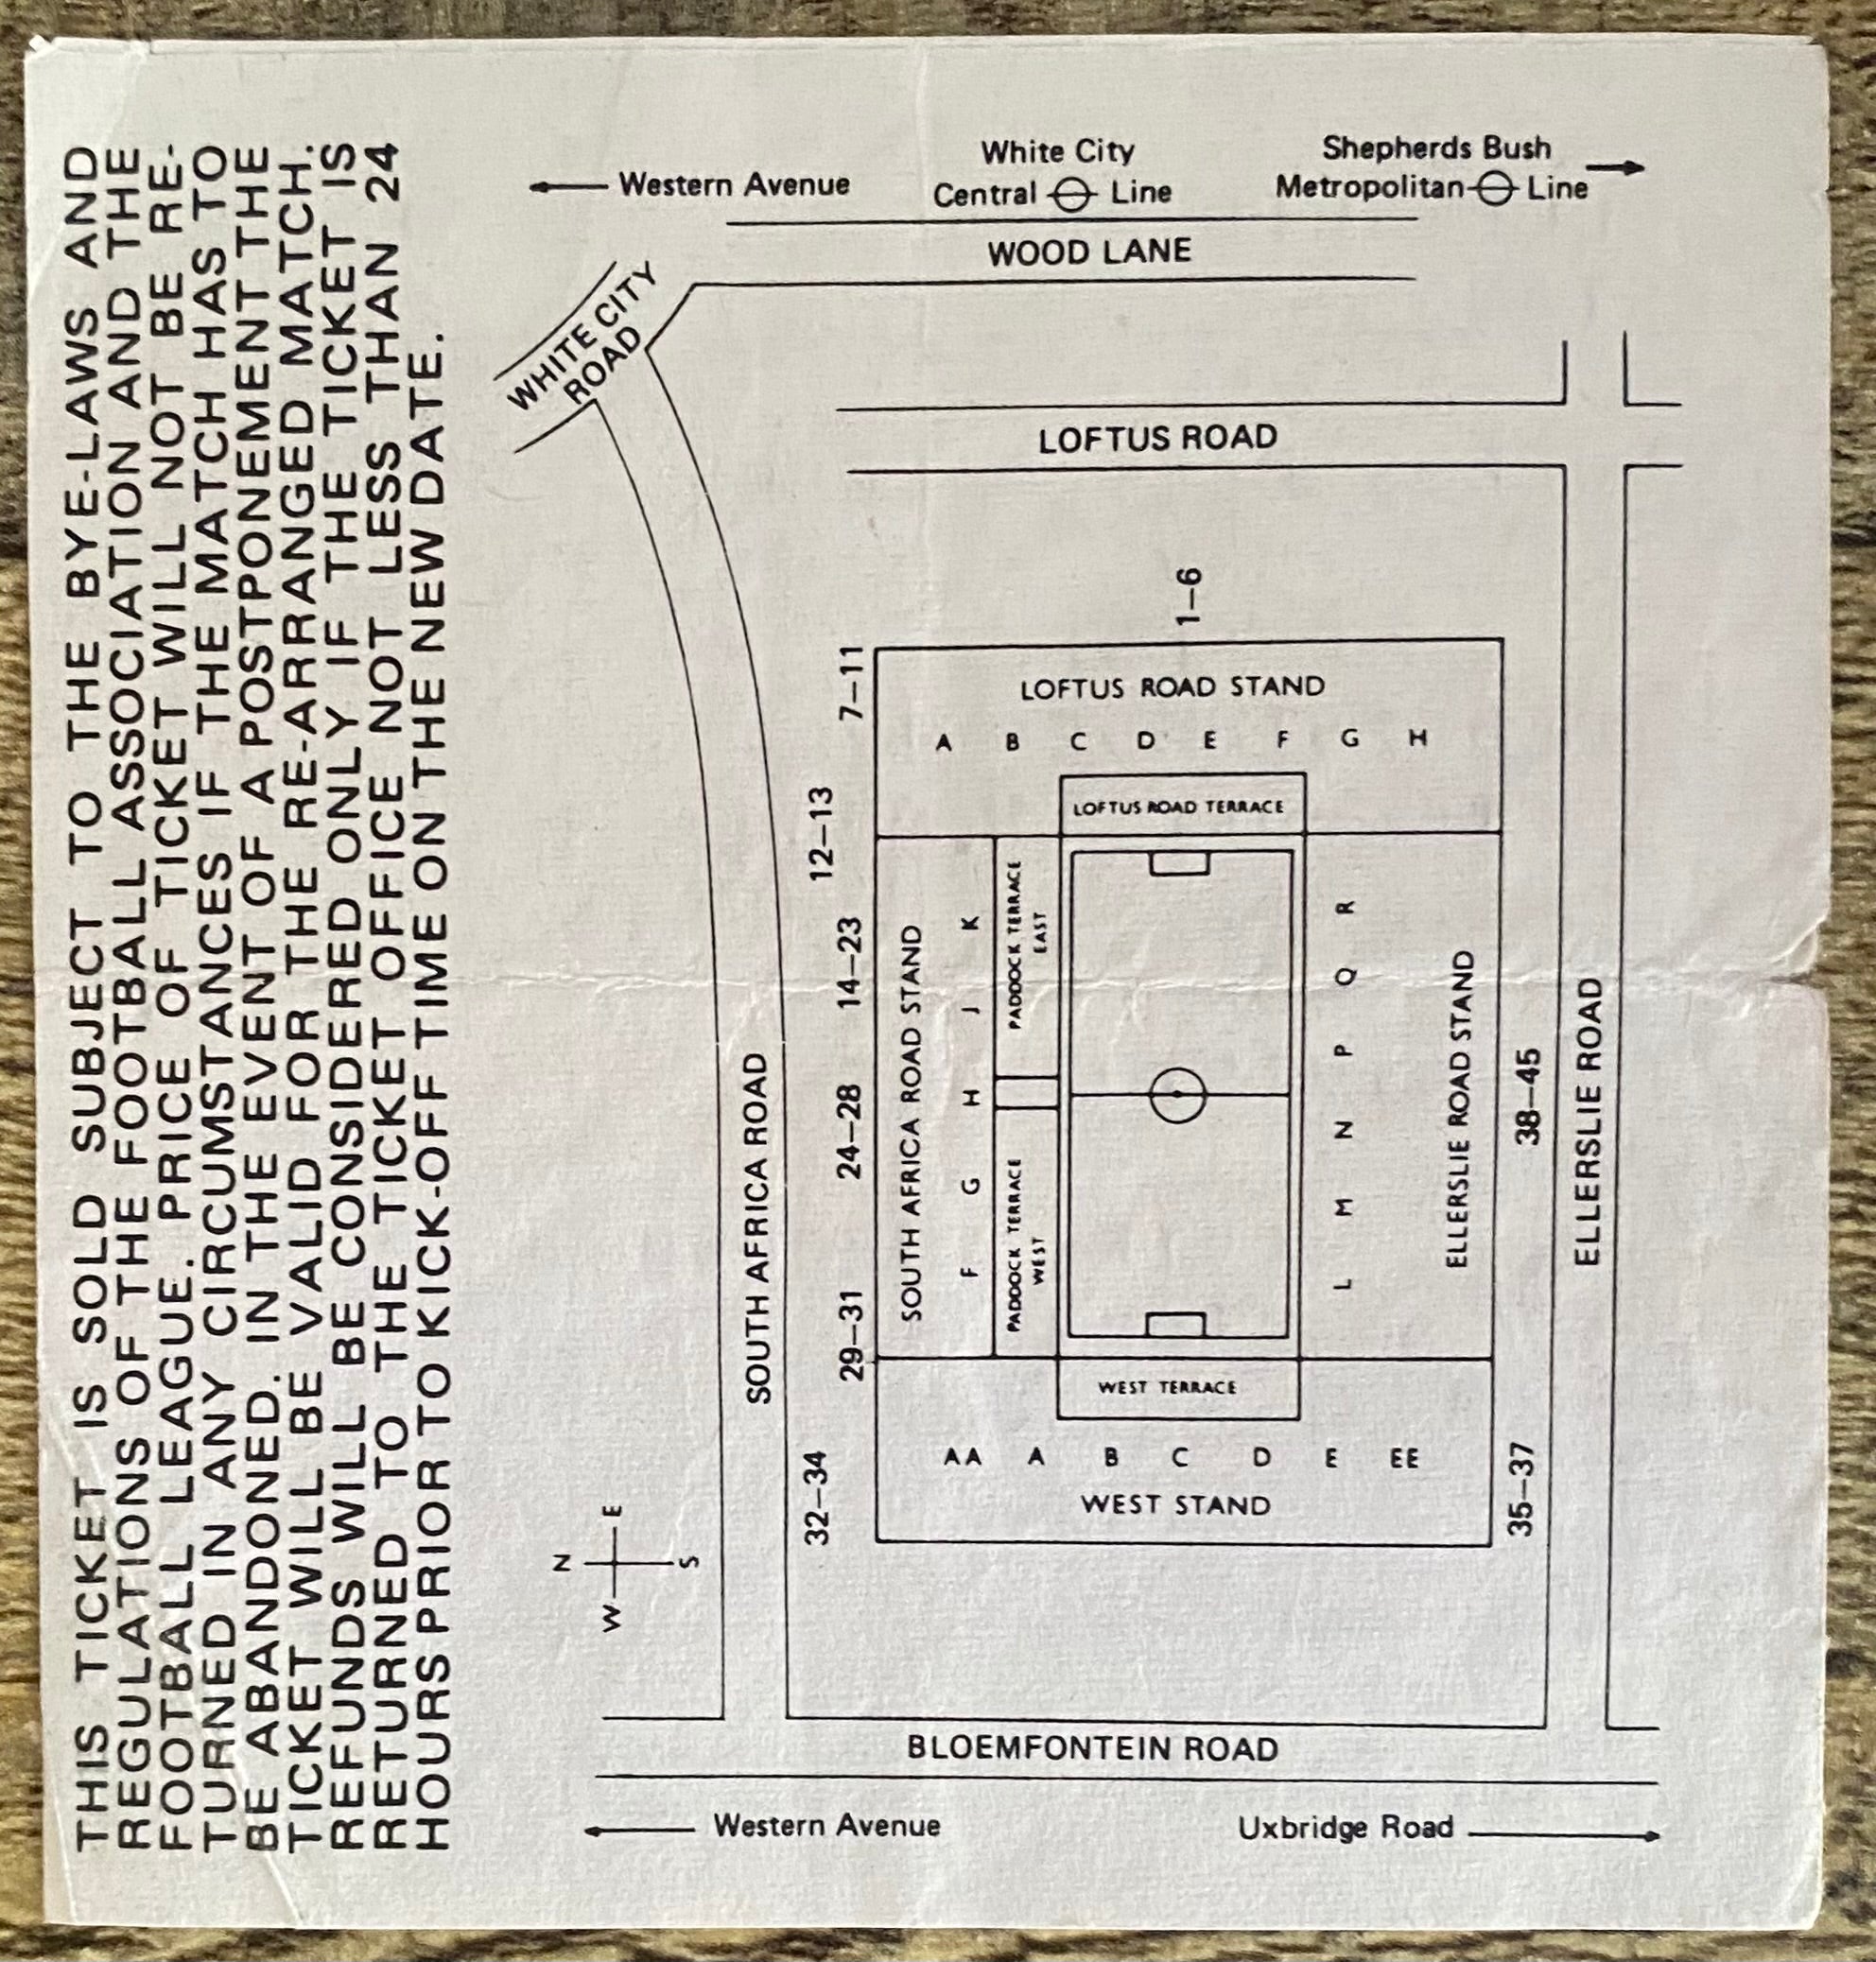 THIS TICKET IS SOLD SUBJECT TO THE BYE-LAWS AND
REGULATIONS OF THE FOOTBALL ASSOCIATION AND THE
FOOTBALL LEAGUE. PRICE OF TICKET WILL NOT BE RE-
TURNED IN ANY CIRCUMSTANCES IF THE MATCH HAS TO
BE ABANDONED. IN THE EVENT OF A POSTPONEMENT THE
TICKET WILL BE VALID FOR THE RE-ARRANGED MATCH.
REFUNDS WILL BE CONSIDERED ONLY IF THE TICKET IS
RETURNED TO THE TICKET OFFICE NOT LESS THAN 24
HOURS PRIOR TO KICK-OFF TIME ON THE NEW DATE.
Western Avenue
White City
Central Line
Shepherds Bush
Metropolitan Line
WOOD LANE
WHITE CITY
ROAD
LOFTUS ROAD
1–6
7–11
LOFTUS ROAD STAND
A B C D E F G H
LOFTUS ROAD TERRACE
12–13
14–23
24–28
29–31
32–34
SOUTH AFRICA ROAD
SOUTH AFRICA ROAD STAND
F G H J K
PADDOCK TERRACE
EAST
PADDOCK TERRACE
WEST
L M N P Q R
ELLERSLIE ROAD STAND
38–45
ELLERSLIE ROAD
WEST TERRACE
AA A B C D E EE
WEST STAND
35–37
N
E
S
W
BLOEMFONTEIN ROAD
Western Avenue
Uxbridge Road